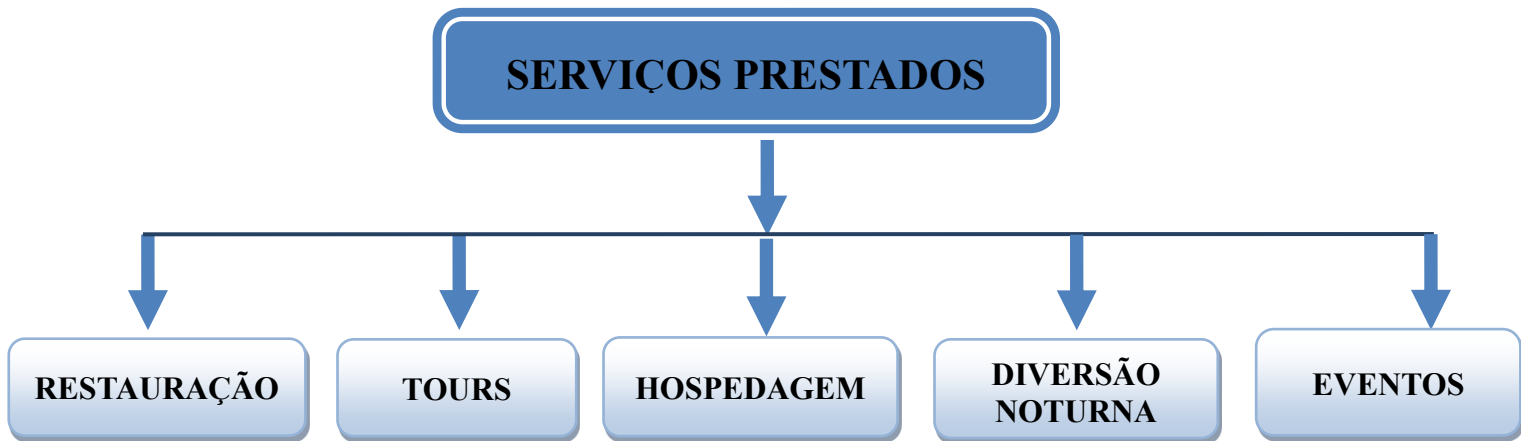 SERVIÇOS PRESTADOS
RESTAURAÇÃO
TOURS
HOSPEDAGEM
DIVERSÃO
NOTURNA
EVENTOS